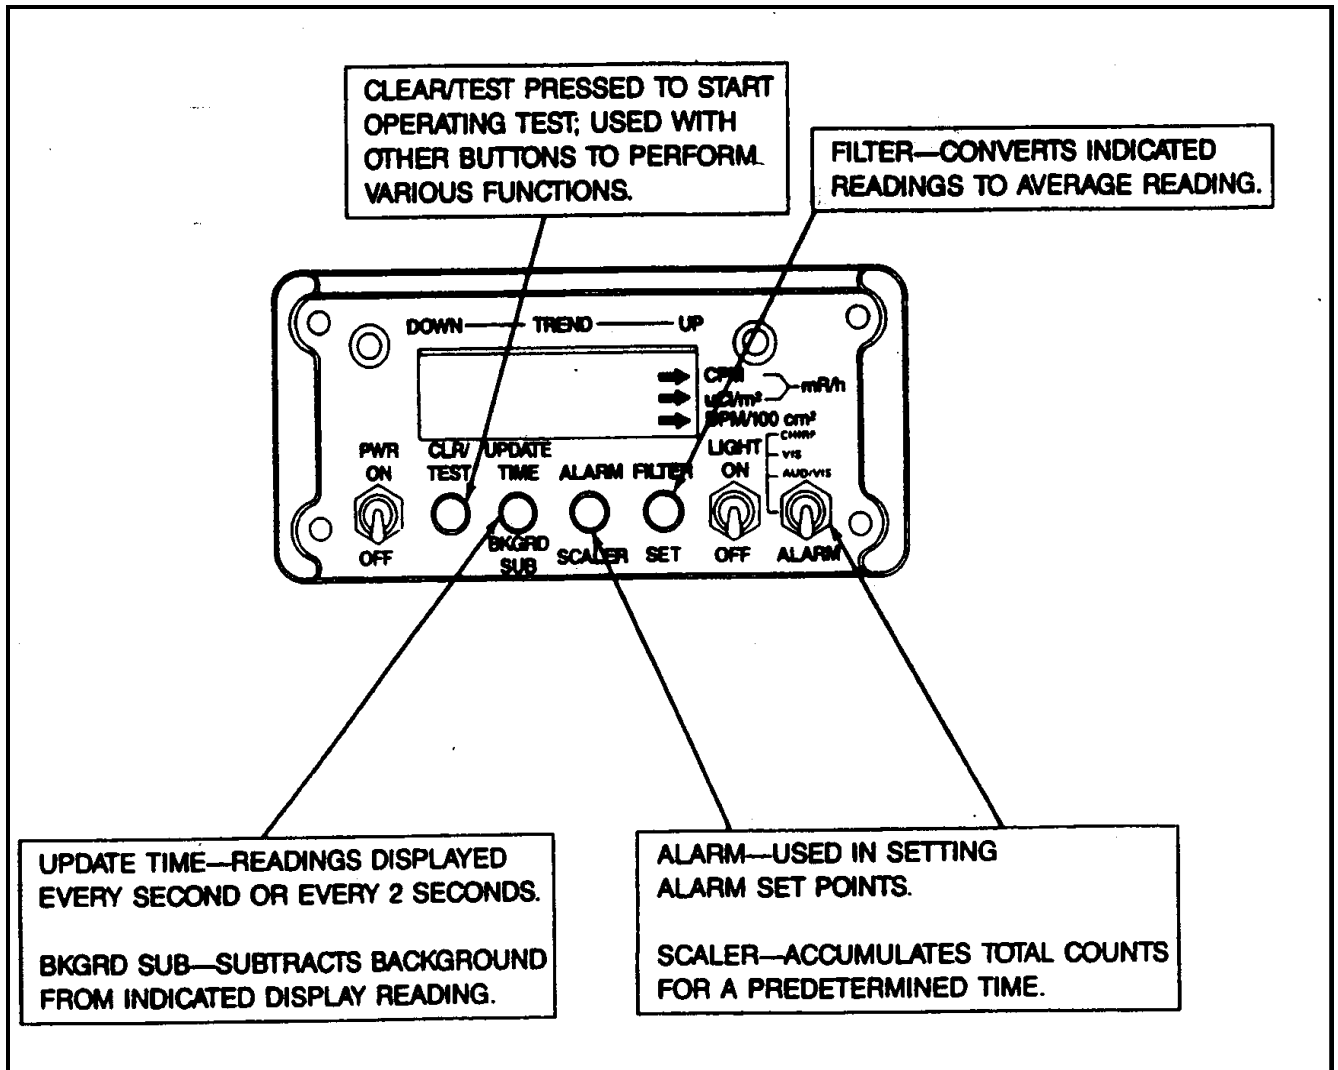 CLEAR/TEST PRESSED TO START
OPERATING TEST; USED WITH
OTHER BUTTONS TO PERFORM
VARIOUS FUNCTIONS.
FILTER—CONVERTS INDICATED
READINGS TO AVERAGE READING.
DOWN TREND UP
CPM
mR/h
uCi/m²
DPM/100 cm²
CHIRP
VIS
AUD/VIS
PWR
ON
CLR/
TEST
UPDATE
TIME
ALARM
FILTER
LIGHT
ON
OFF
BKGRD
SUB
SCALER
SET
OFF
ALARM
UPDATE TIME—READINGS DISPLAYED
EVERY SECOND OR EVERY 2 SECONDS.
BKGRD SUB—SUBTRACTS BACKGROUND
FROM INDICATED DISPLAY READING.
ALARM—USED IN SETTING
ALARM SET POINTS.
SCALER—ACCUMULATES TOTAL COUNTS
FOR A PREDETERMINED TIME.